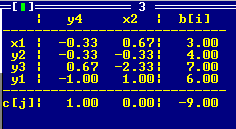 [▮] 3
y4 x2 b[i]
x1 | -0.33 0.67| 3.00
y2 | -0.33 -0.33| 4.00
y3 | 0.67 -2.33| 7.00
y1 | -1.00 1.00| 6.00
c[j]| 1.00 0.00| -9.00